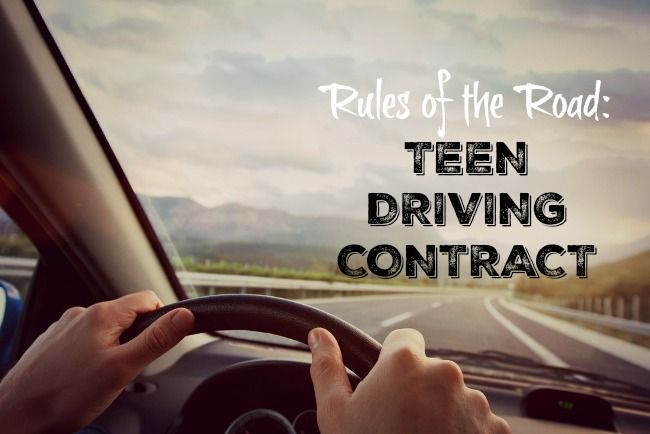 Rules of the Road:
TEEN
DRIVING
CONTRACT